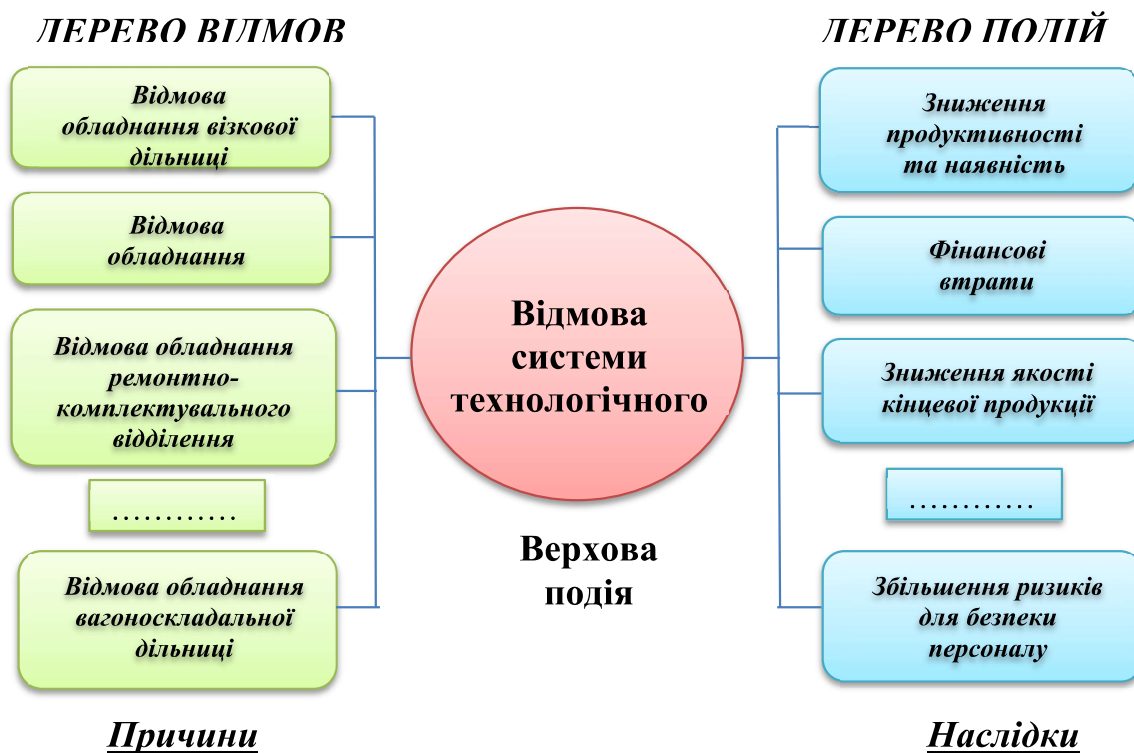 ДЕРЕВО ВІДМОВ
ДЕРЕВО ПОДІЙ
Відмова
обладнання візкової
дільниці
Відмова
обладнання
Відмова обладнання
ремонтно-
комплектувального
відділення
…………
Відмова обладнання
вагоноскладальної
дільниці
Причини
Відмова
системи
технологічного
Верхова
подія
Зниження
продуктивності
та наявність
Фінансові
втрати
Зниження якості
кінцевої продукції
…………
Збільшення ризиків
для безпеки
персоналу
Наслідки